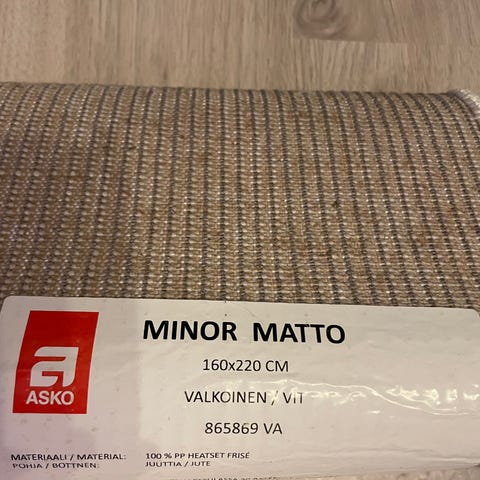 MINOR MATTO
160x220 CM
ASKO
VALKOINEN / VIT
865869 VA
MATERIAALI / MATERIAL: 100 % PP HEATSET FRISÉ
POHJA / BOTTNEN: JUUTTIA / JUTE